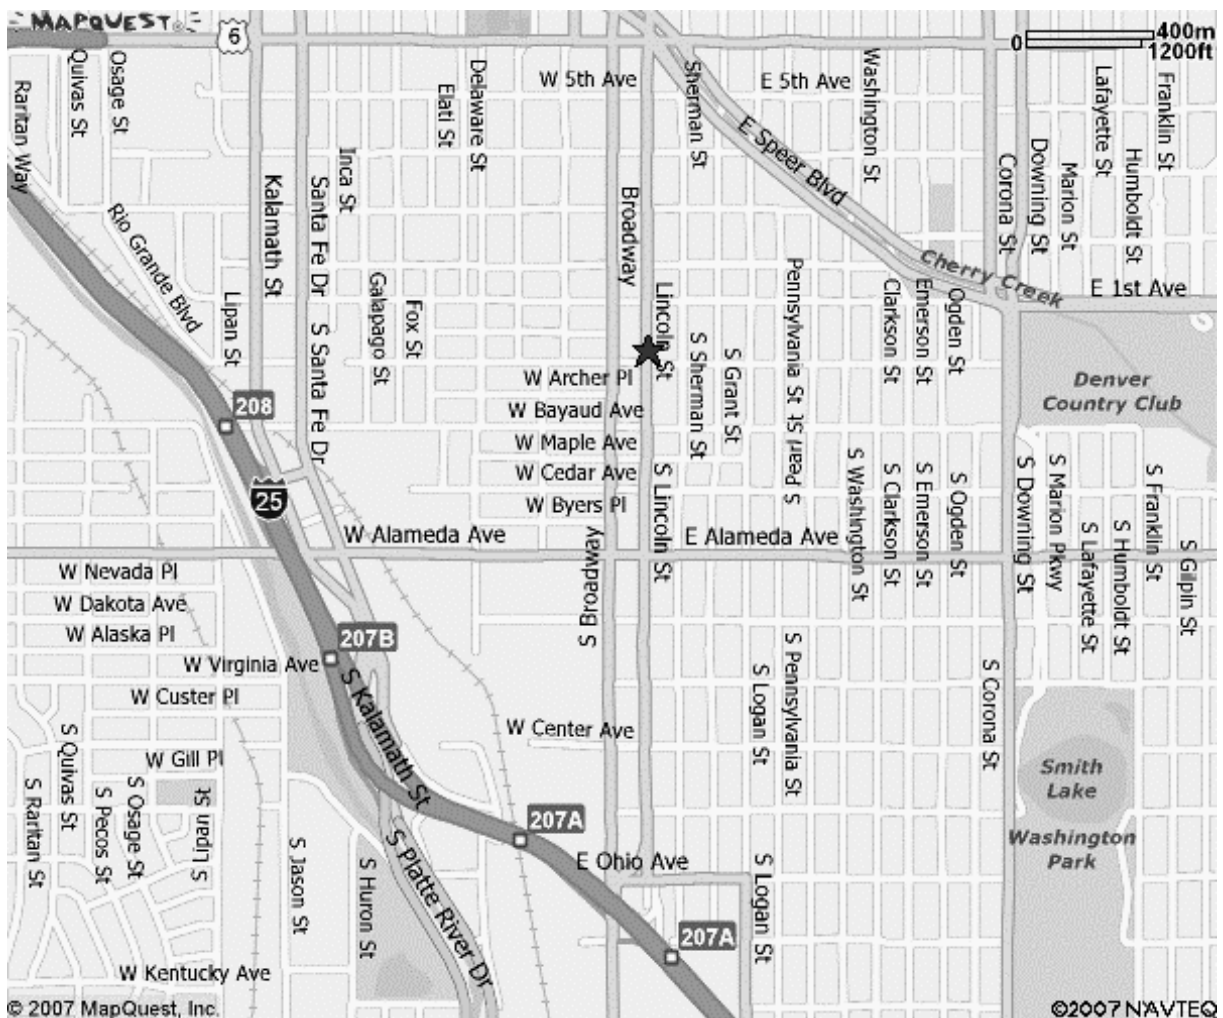 MAPQUEST®
6
0
400m
1200ft
Quivas St
Osage St
Raritan Way
Delaware St
Elati St
W 5th Ave
Sherman St
E 5th Ave
Washington St
Lafayette St
Franklin St
E Speer Blvd
Inca St
Kalamath St
Santa Fe Dr
Broadway
Corona St
Downing St
Marion St
Humboldt St
Rio Grande Blvd
Cherry Creek
E 1st Ave
Lipan St
Galapago St
Fox St
Lincoln St
Pennsylvania St
Clarkson St
Emerson St
Ogden St
S Santa Fe Dr
S Sherman St
S Grant St
W Archer Pl
Denver
Country Club
208
W Bayaud Ave
W Maple Ave
S Pearl St
W Cedar Ave
25
W Byers Pl
S Lincoln St
S Washington St
S Clarkson St
S Emerson St
S Ogden St
S Downing St
S Marion Pkwy
S Lafayette St
S Humboldt St
S Franklin St
S Gilpin St
W Alameda Ave
E Alameda Ave
S Broadway
W Nevada Pl
W Dakota Ave
W Alaska Pl
207B
W Virginia Ave
S Kalamath St
S Logan St
S Pennsylvania St
S Corona St
W Custer Pl
W Center Ave
S Quivas St
W Gill Pl
Smith
Lake
S Raritan St
S Pecos St
S Osage St
S Lipan St
207A
Washington
Park
S Jason St
S Huron St
S Platte River Dr
E Ohio Ave
S Logan St
207A
W Kentucky Ave
© 2007 MapQuest, Inc.
©2007 NAVTEQ